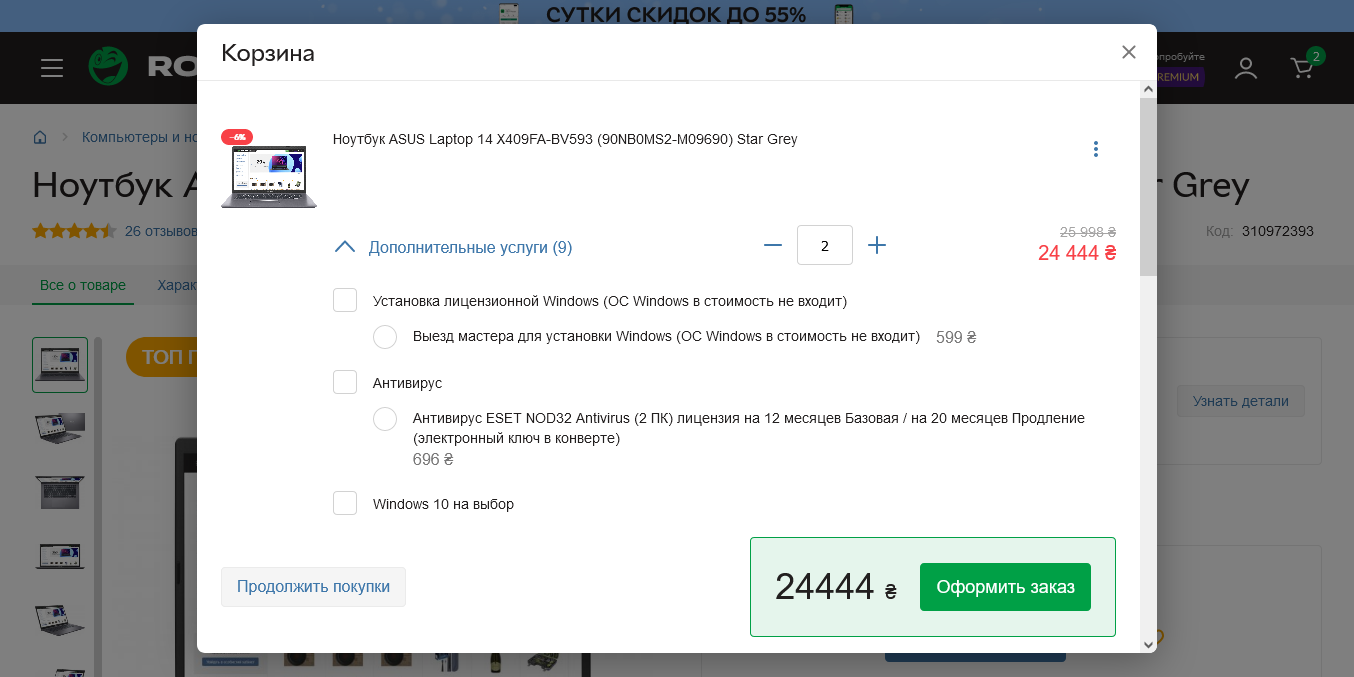 СУТКИ СКИДОК ДО 55%
Корзина
RO
PREMIUM
2
Компьютеры и но
-6%
Ноутбук ASUS Laptop 14 X409FA-BV593 (90NB0MS2-M09690) Star Grey
Ноутбук A
Grey
26 отзывов
Дополнительные услуги (9)
2
25 998 ₴
24 444 ₴
Код: 310972393
Все о товаре
Харак
Установка лицензионной Windows (ОС Windows в стоимость не входит)
Выезд мастера для установки Windows (ОС Windows в стоимость не входит) 599 ₴
ТОП П
Антивирус
Узнать детали
Антивирус ESET NOD32 Antivirus (2 ПК) лицензия на 12 месяцев Базовая / на 20 месяцев Продление
(электронный ключ в конверте)
696 ₴
Windows 10 на выбор
Продолжить покупки
24444 ₴
Оформить заказ